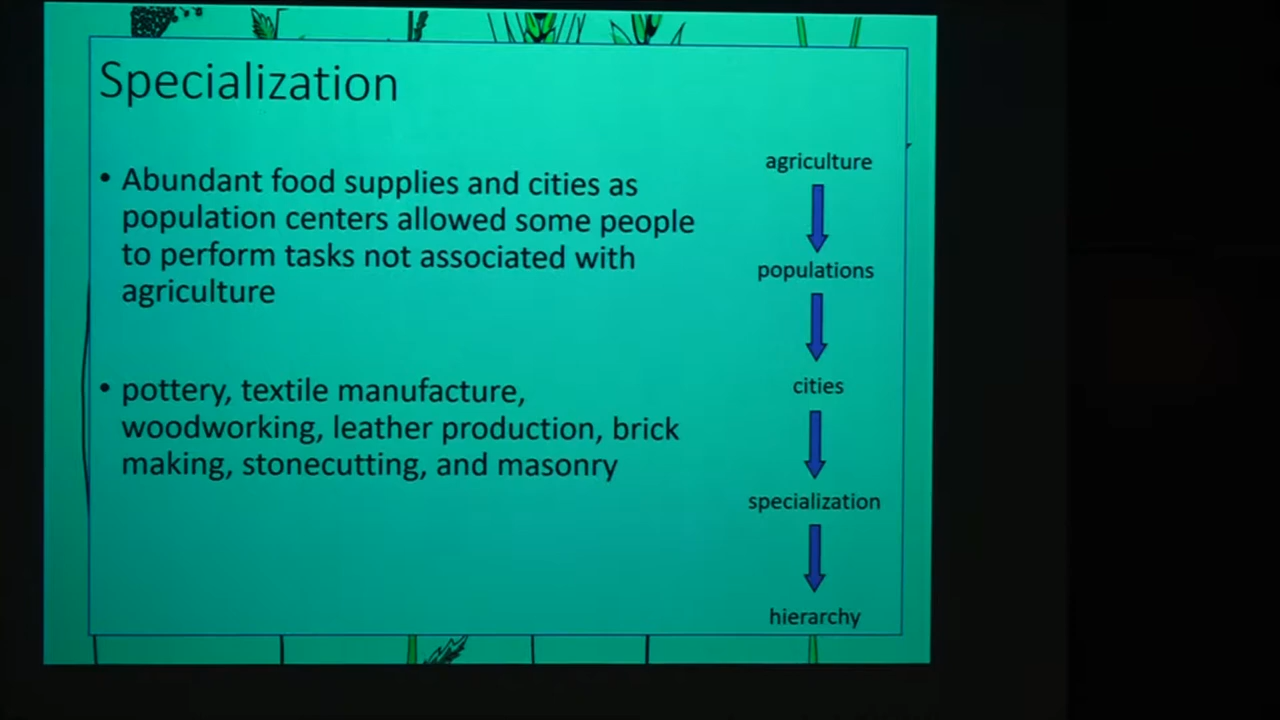 Specialization
• Abundant food supplies and cities as
population centers allowed some people
to perform tasks not associated with
agriculture
• pottery, textile manufacture,
woodworking, leather production, brick
making, stonecutting, and masonry
agriculture
populations
cities
specialization
hierarchy